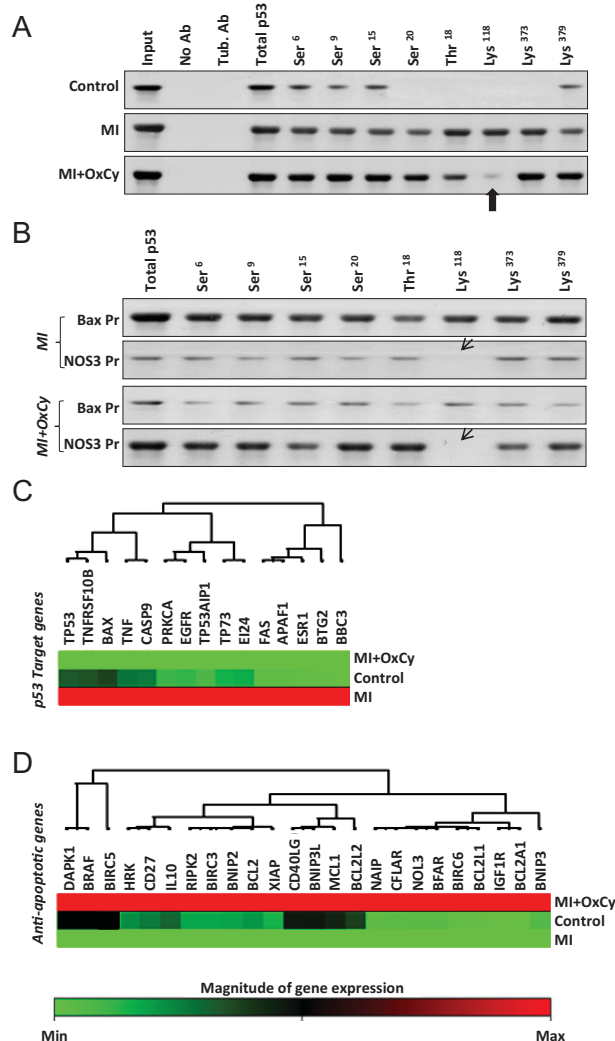 A
Input No Ab Tub. Ab Total p53 Ser 6 Ser 9 Ser 15 Ser 20 Thr 18 Lys 118 Lys 373 Lys 379
Control
MI
MI+OxCy
B
Total p53 Ser 6 Ser 9 Ser 15 Ser 20 Thr 18 Lys 118 Lys 373 Lys 379
MI
Bax Pr
NOS3 Pr
MI+OxCy
Bax Pr
NOS3 Pr
C
p53 Target genes
TP53 TNFRSF10B BAX TNF CASP9 PRKCA EGFR TP53AIP1 TP73 EI24 FAS APAF1 ESR1 BTG2 BBC3
MI+OxCy
Control
MI
D
Anti-apoptotic genes
DAPK1 BRAF BIRC5 HRK CD27 IL10 RIPK2 BIRC3 BNIP2 BCL2 XIAP CD40LG BNIP3L MCL1 BCL2L2 NAIP CFLAR NOL3 BFAR BIRC6 BCL2L1 IGF1R BCL2A1 BNIP3
MI+OxCy
Control
MI
Magnitude of gene expression
Min Max